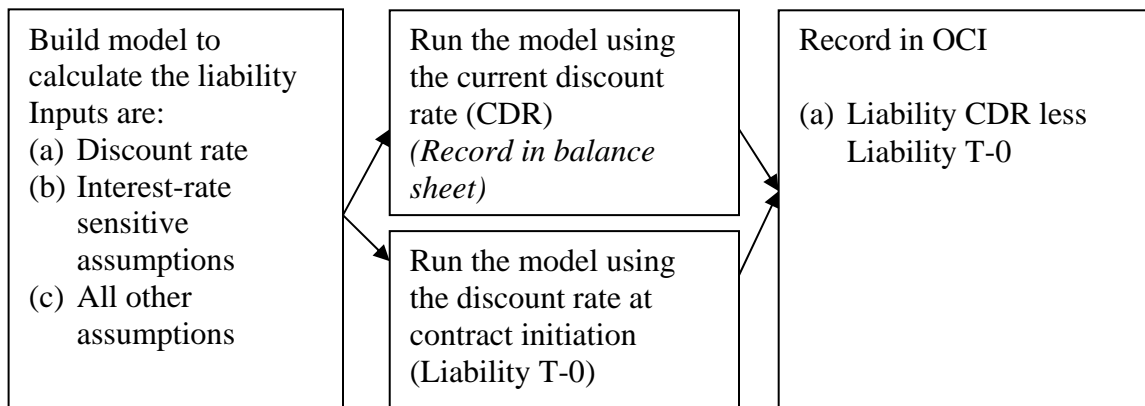 Build model to
calculate the liability
Inputs are:
(a) Discount rate
(b) Interest-rate
sensitive
assumptions
(c) All other
assumptions
Run the model using
the current discount
rate (CDR)
(Record in balance
sheet)
Run the model using
the discount rate at
contract initiation
(Liability T-0)
Record in OCI
(a) Liability CDR less
Liability T-0